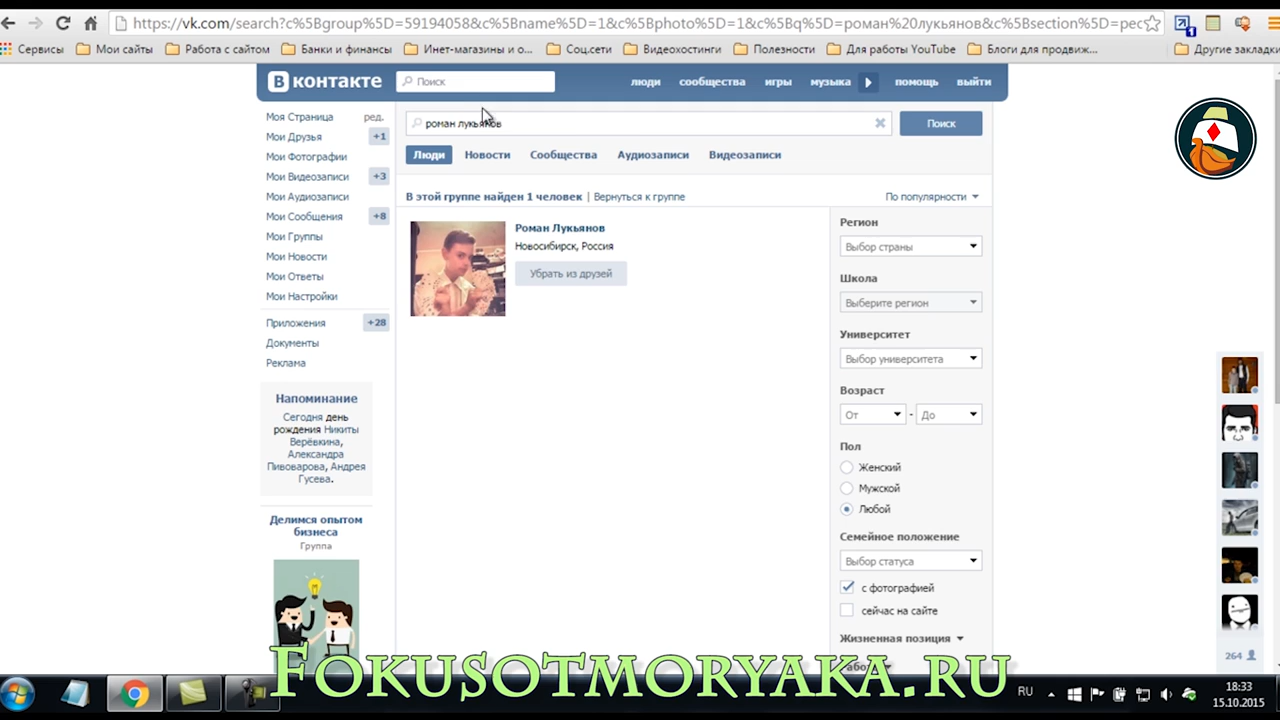 https://vk.com/search?c%5Bgroup%5D=59194058&c%5Bname%5D=1&c%5Bphoto%5D=1&c%5Bq%5D=роман%20лукьянов&c%5Bsection%5D=peo
Сервисы Мои сайты Работа с сайтом Банки и финансы Инет-магазины и о... Соц.сети Видеохостинги Полезности Для работы YouTube Блоги для продвиж... Другие закладки
В контакте Поиск люди сообщества игры музыка помощь выйти
роман лукьянов Поиск
Люди Новости Сообщества Аудиозаписи Видеозаписи
В этой группе найден 1 человек | Вернуться к группе По популярности
Моя Страница ред.
Мои Друзья +1
Мои Фотографии
Мои Видеозаписи +3
Мои Аудиозаписи
Мои Сообщения +8
Мои Группы
Мои Новости
Мои Ответы
Мои Настройки
Приложения +28
Документы
Реклама
Напоминание
Сегодня день
рождения Никиты
Верёвкина,
Александра
Пивоварова, Андрея
Гусева.
Делимся опытом
бизнеса
Группа
Роман Лукьянов
Новосибирск, Россия
Убрать из друзей
Регион
Выбор страны
Школа
Выберите регион
Университет
Выбор университета
Возраст
От - До
Пол
Женский
Мужской
Любой
Семейное положение
Выбор статуса
с фотографией
сейчас на сайте
Жизненная позиция
264
Fokusotmoryaka.ru
RU 1
18:33
15.10.2015